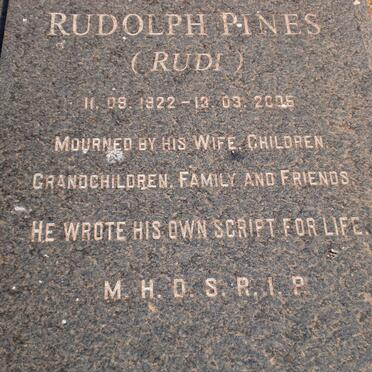 RUDOLPH PINES
(RUDI)
11.09.1922 – 13.03.2005
MOURNED BY HIS WIFE, CHILDREN,
GRANDCHILDREN, FAMILY AND FRIENDS
HE WROTE HIS OWN SCRIPT FOR LIFE.
M.H.D.S.R.I.P.